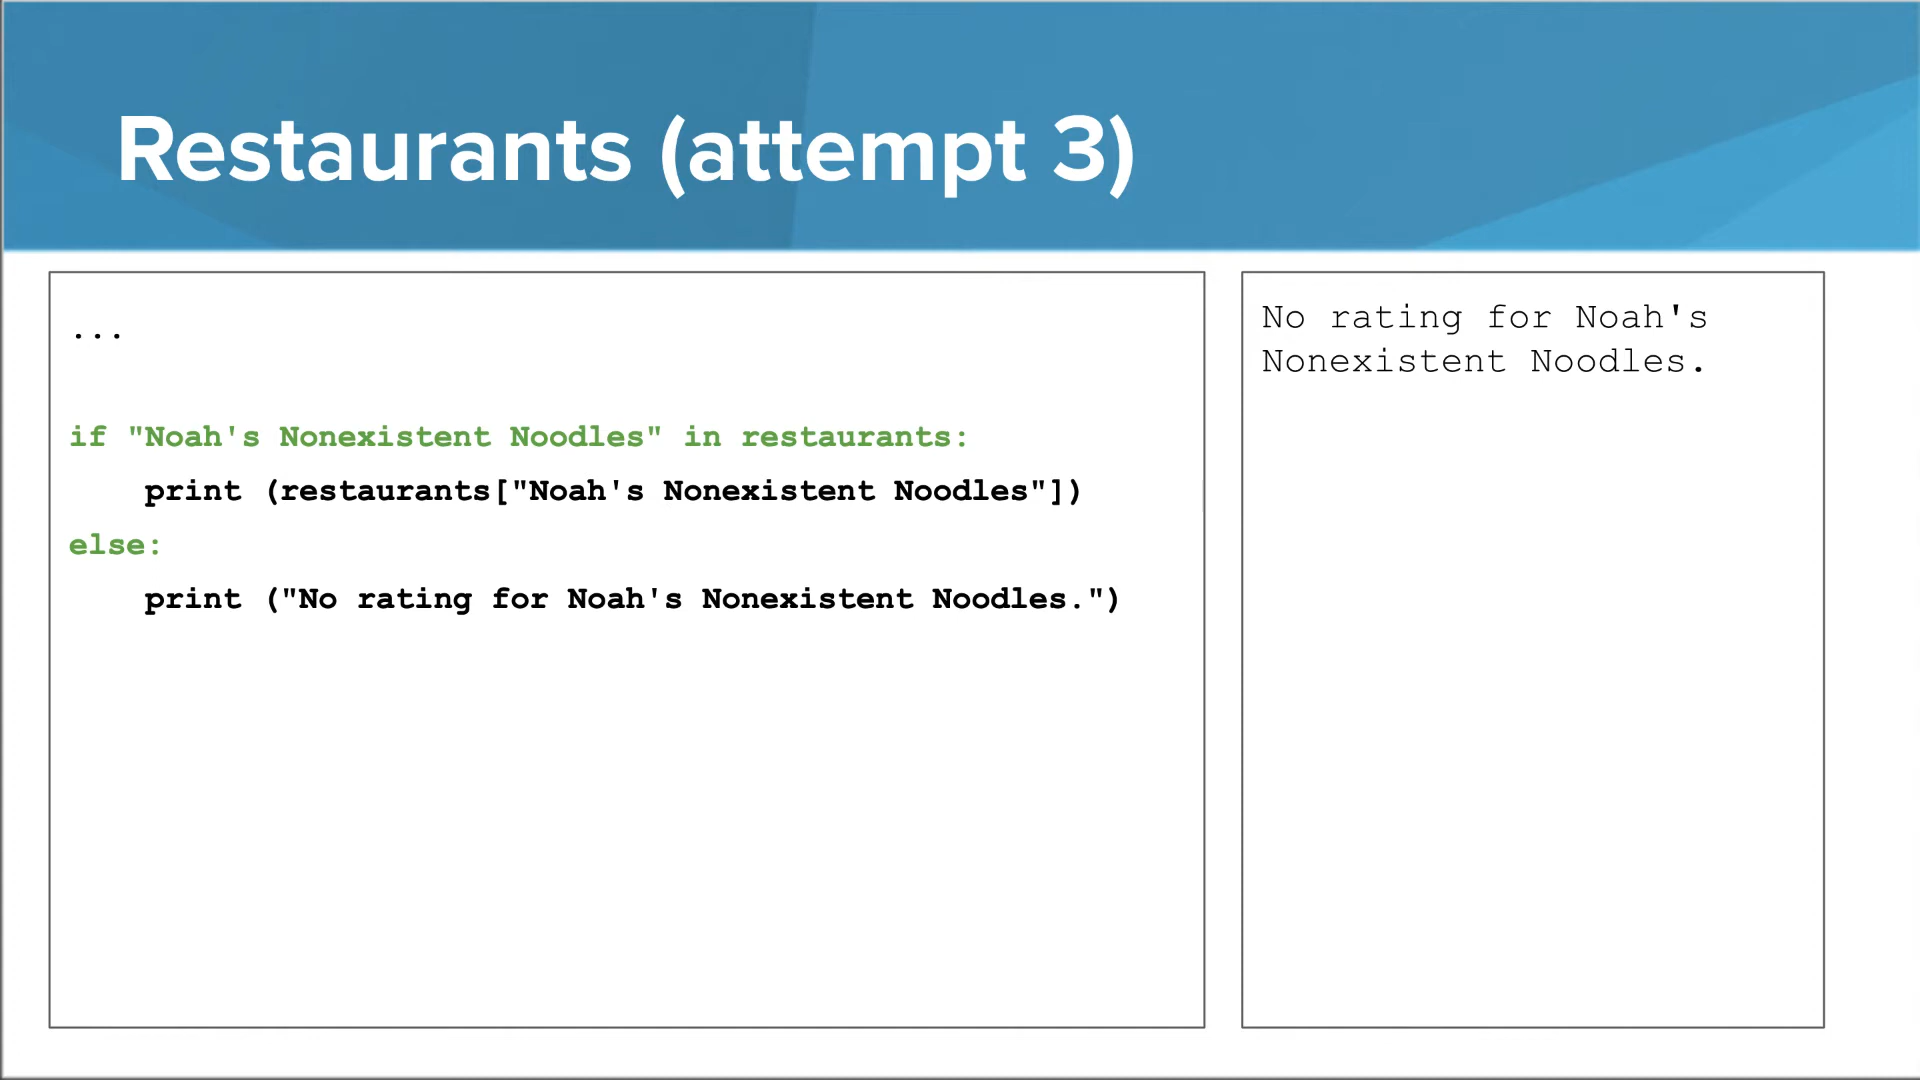 Restaurants (attempt 3)
...
if "Noah's Nonexistent Noodles" in restaurants:
    print (restaurants["Noah's Nonexistent Noodles"])
else:
    print ("No rating for Noah's Nonexistent Noodles.")
No rating for Noah's
Nonexistent Noodles.